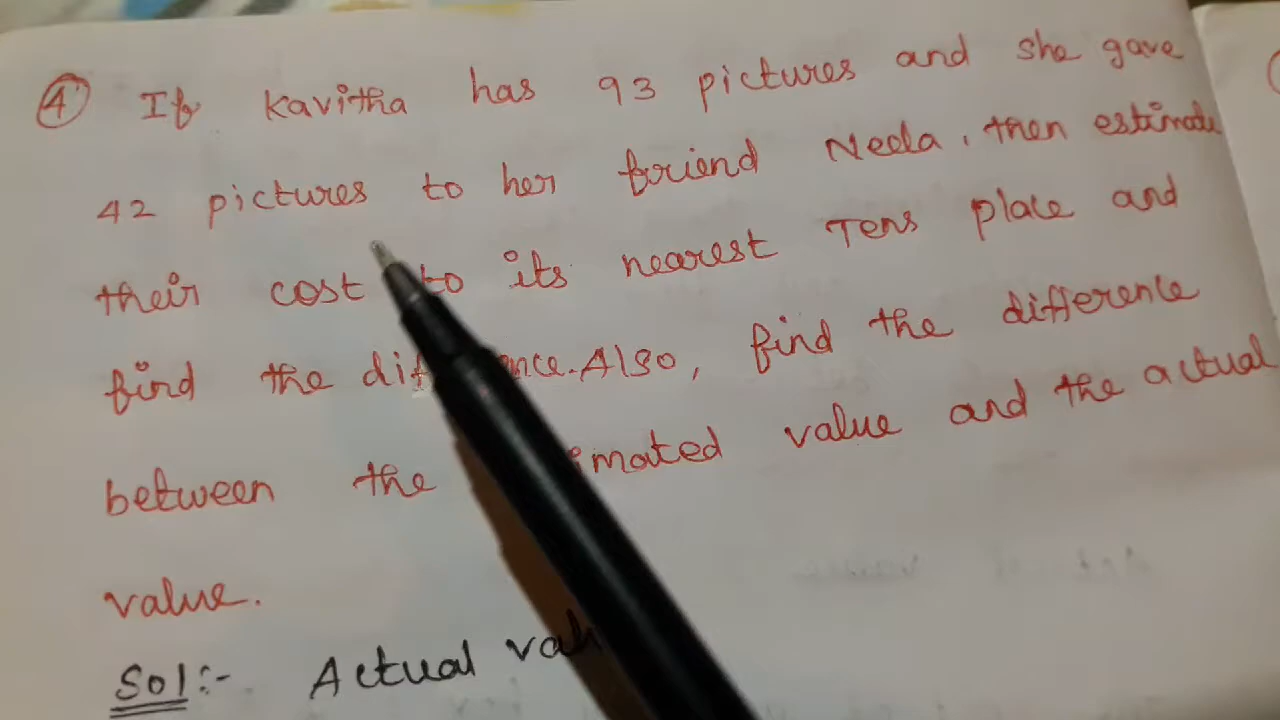 4 If Kavitha has 93 pictures and she gave
42 pictures to her friend Neela, then estimate
their cost to its nearest Tens place and
find the difference. Also, find the difference
between the value and the actual
value.
Sol:- Actual